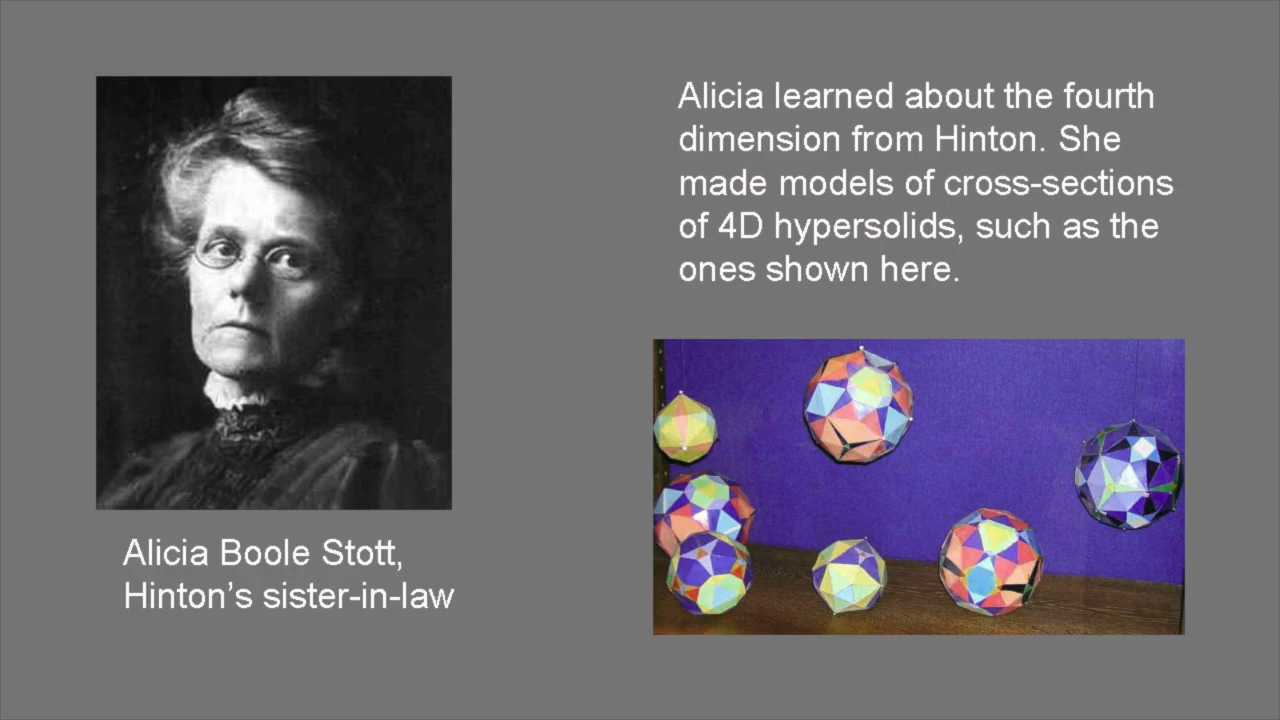 Alicia learned about the fourth
dimension from Hinton. She
made models of cross-sections
of 4D hypersolids, such as the
ones shown here.
Alicia Boole Stott,
Hinton’s sister-in-law